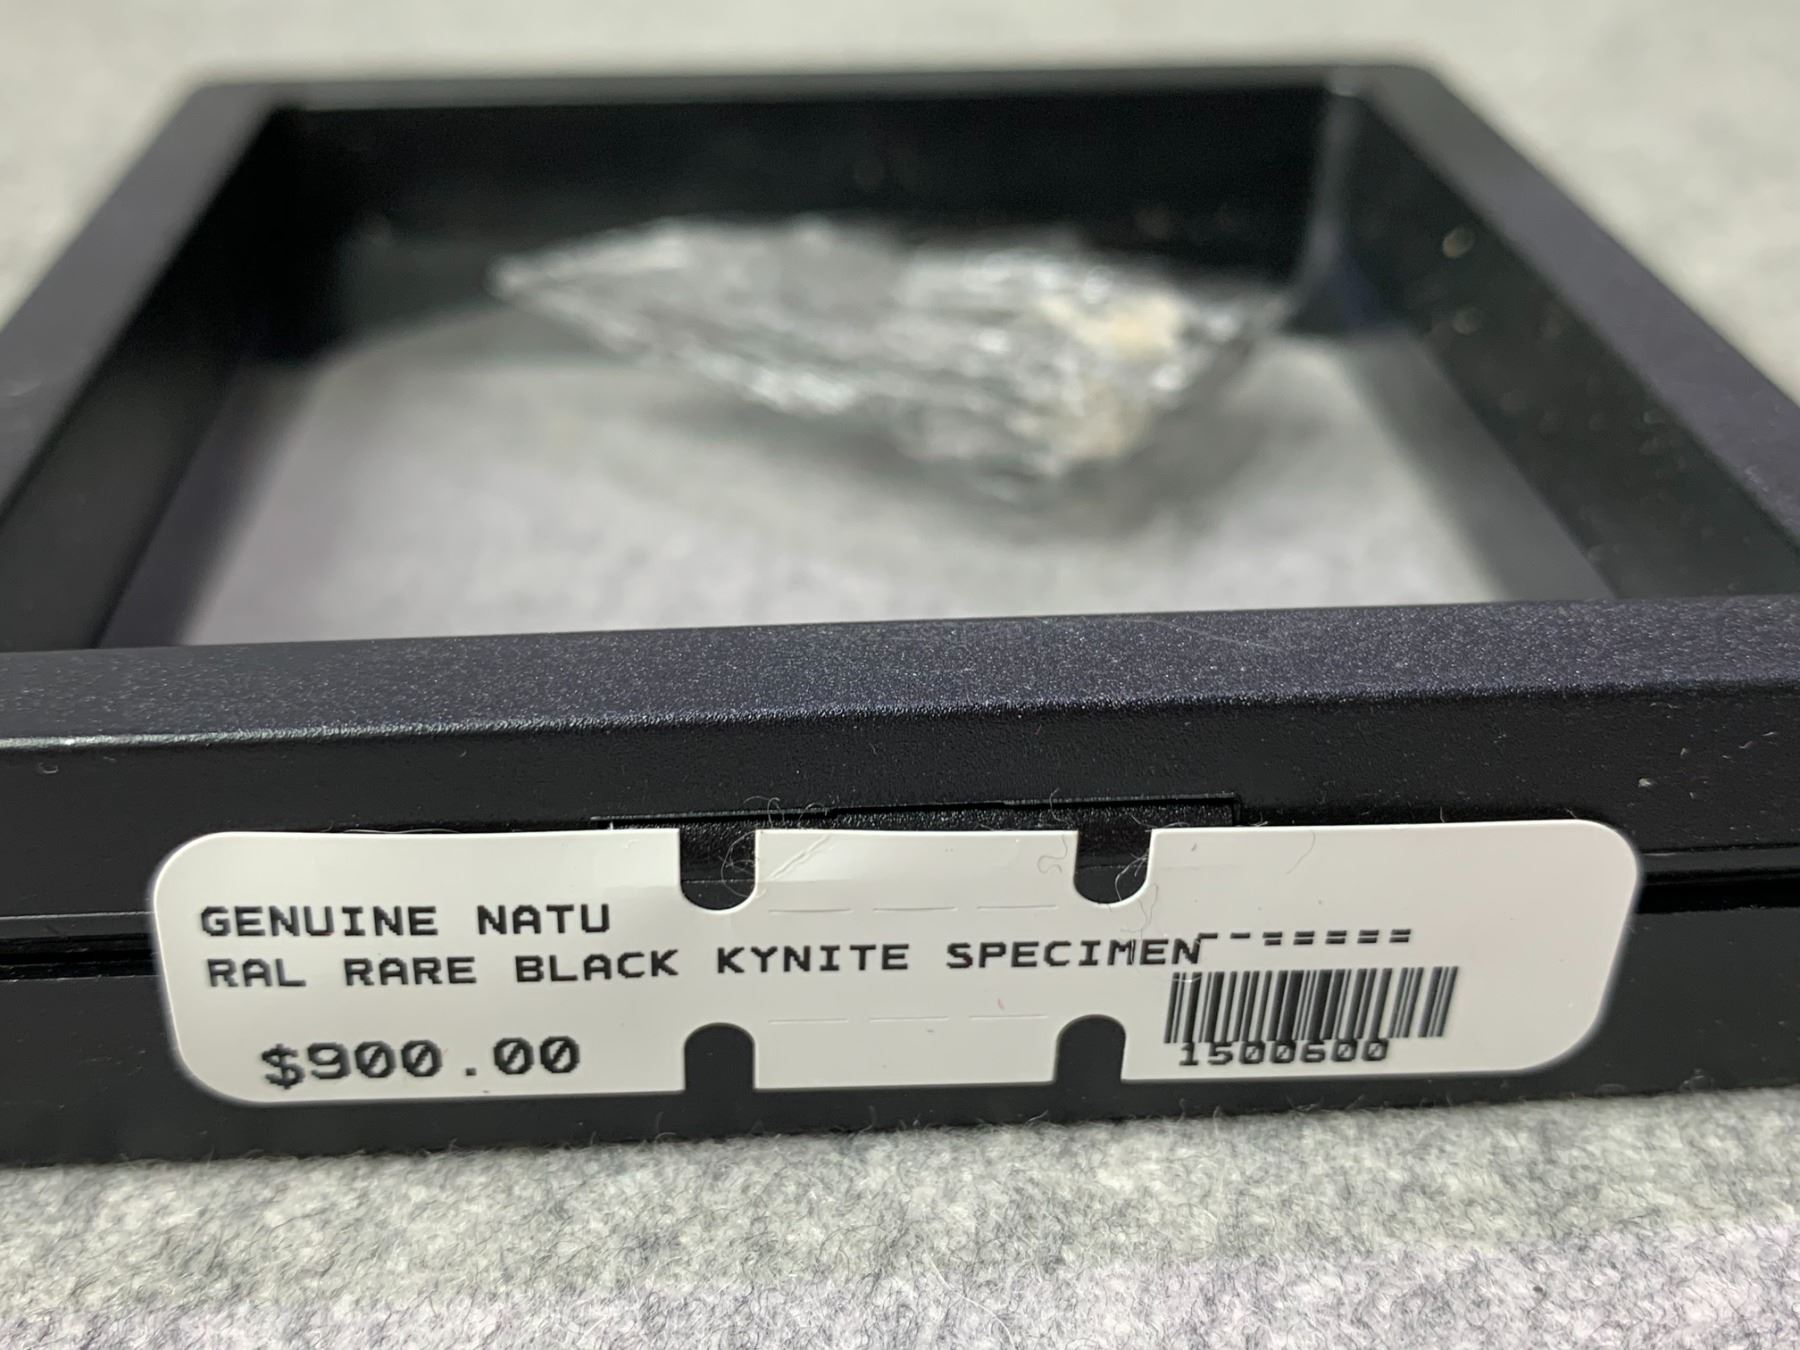 GENUINE NATU
RAL RARE BLACK KYNITE SPECIMEN
$900.00
1500600